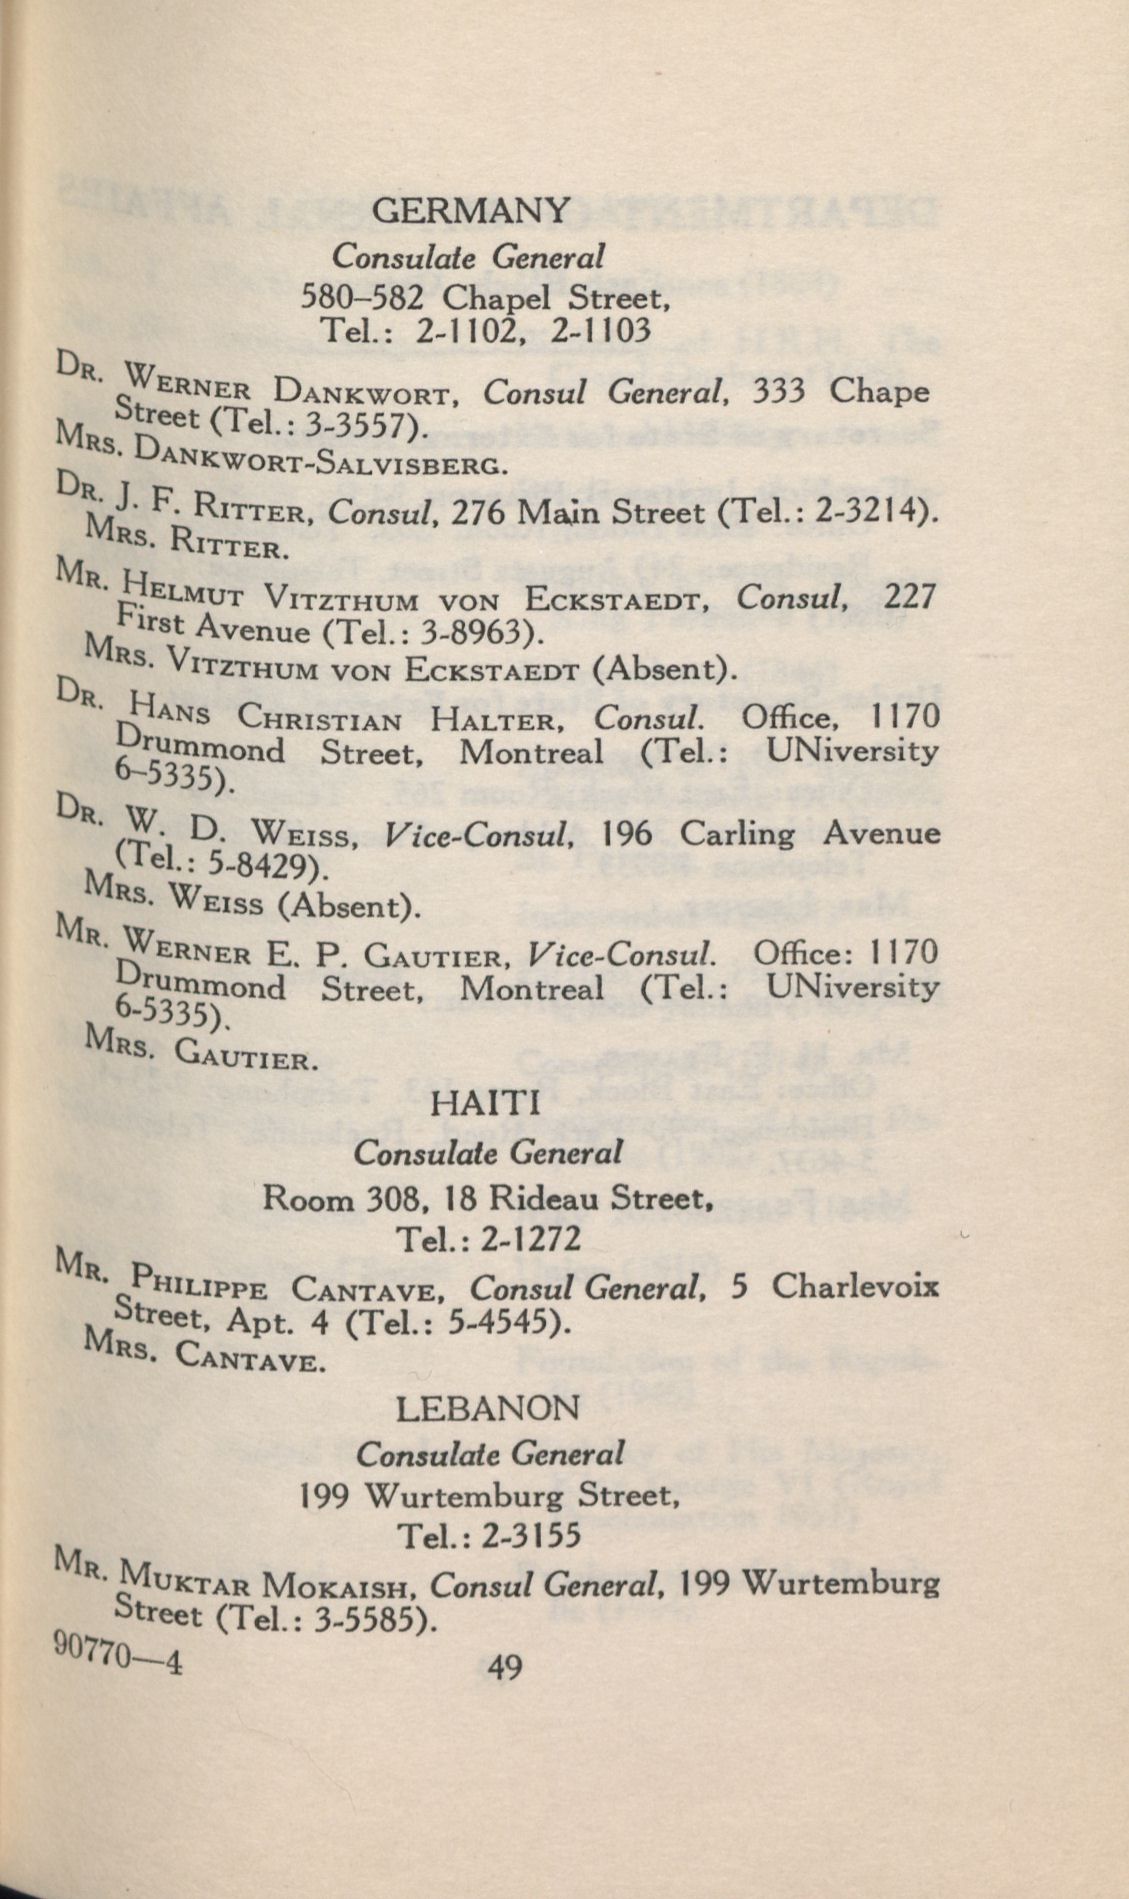 GERMANY
Consulate General
580–582 Chapel Street,
Tel.: 2-1102, 2-1103
DR. WERNER DANKWORT, Consul General, 333 Chape
Street (Tel.: 3-3557).
MRS. DANKWORT-SALVISBERG.
DR. J. F. RITTER, Consul, 276 Main Street (Tel.: 2-3214).
MRS. RITTER.
MR. HELMUT VITZTHUM VON ECKSTAEDT, Consul, 227
First Avenue (Tel.: 3-8963).
MRS. VITZTHUM VON ECKSTAEDT (Absent).
DR. HANS CHRISTIAN HALTER, Consul. Office, 1170
Drummond Street, Montreal (Tel.: UNiversity
6–5335).
DR. W. D. WEISS, Vice-Consul, 196 Carling Avenue
(Tel.: 5-8429).
MRS. WEISS (Absent).
MR. WERNER E. P. GAUTIER, Vice-Consul. Office: 1170
Drummond Street, Montreal (Tel.: UNiversity
6-5335).
MRS. GAUTIER.
HAITI
Consulate General
Room 308, 18 Rideau Street,
Tel.: 2-1272
MR. PHILIPPE CANTAVE, Consul General, 5 Charlevoix
Street, Apt. 4 (Tel.: 5-4545).
MRS. CANTAVE.
LEBANON
Consulate General
199 Wurtemburg Street,
Tel.: 2-3155
MR. MUKTAR MOKAISH, Consul General, 199 Wurtemburg
Street (Tel.: 3-5585).
90770—4
49